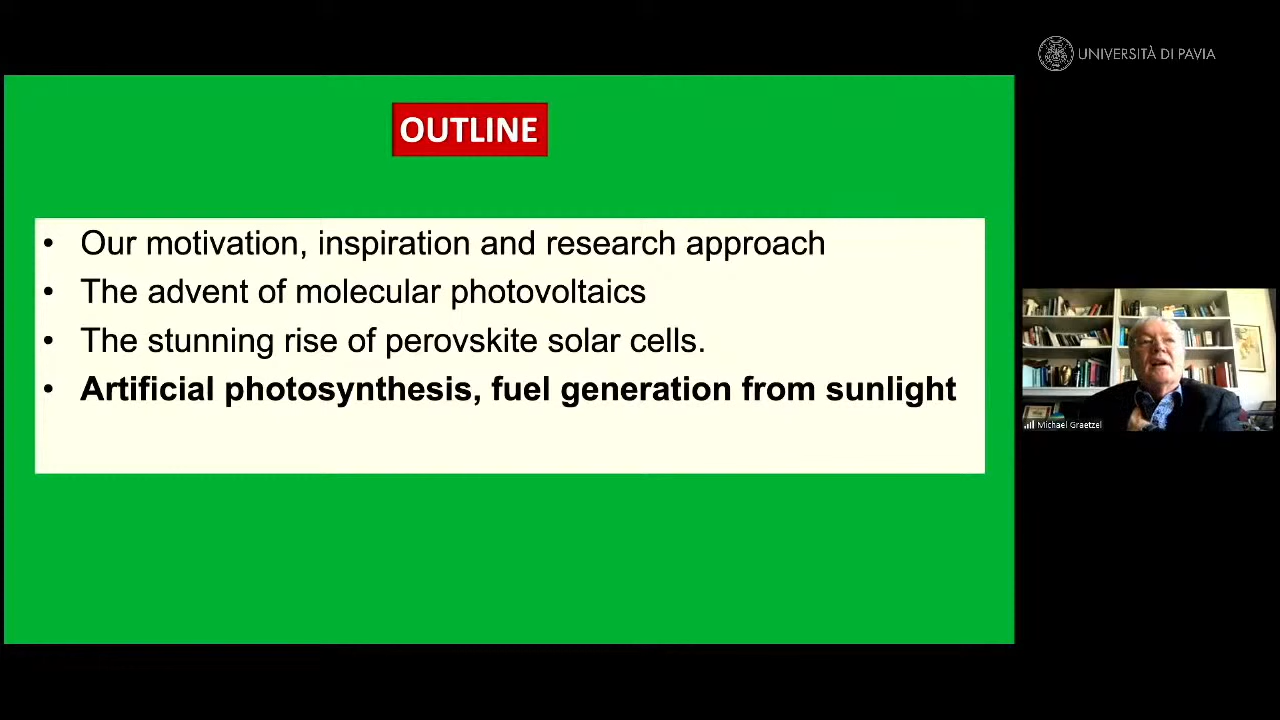 UNIVERSITÀ DI PAVIA
OUTLINE
• Our motivation, inspiration and research approach
• The advent of molecular photovoltaics
• The stunning rise of perovskite solar cells.
• Artificial photosynthesis, fuel generation from sunlight
Michael Graetzel